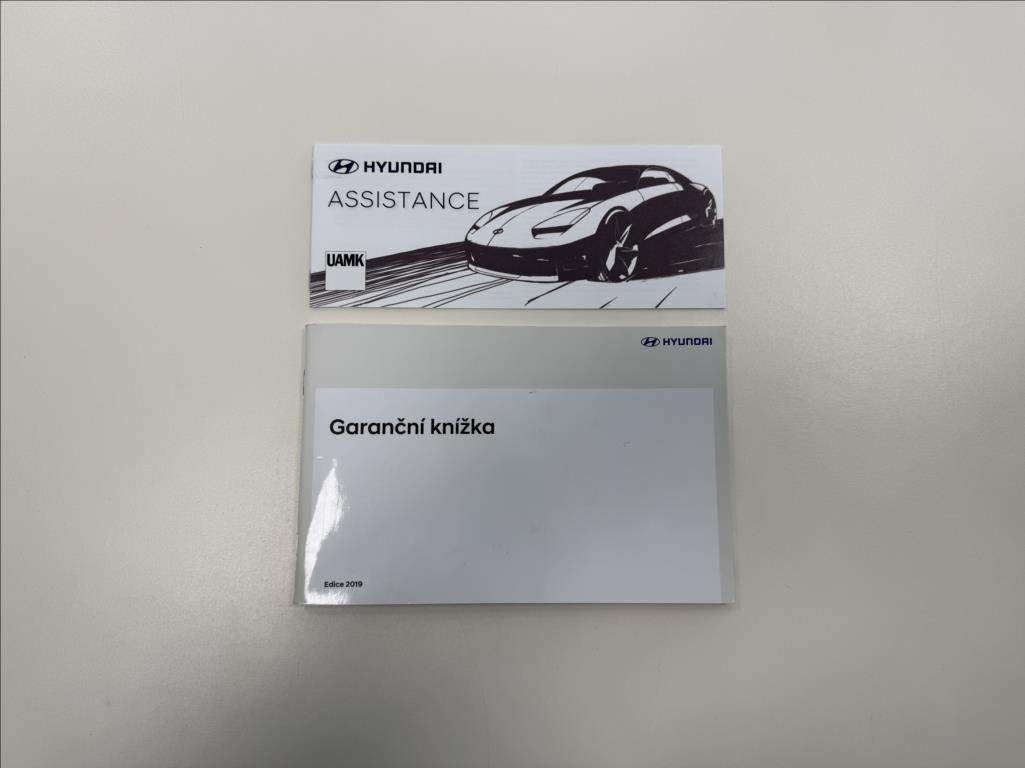 HYUNDAI
ASSISTANCE
UAMK
HYUNDAI
Garanční knížka
Edice 2019